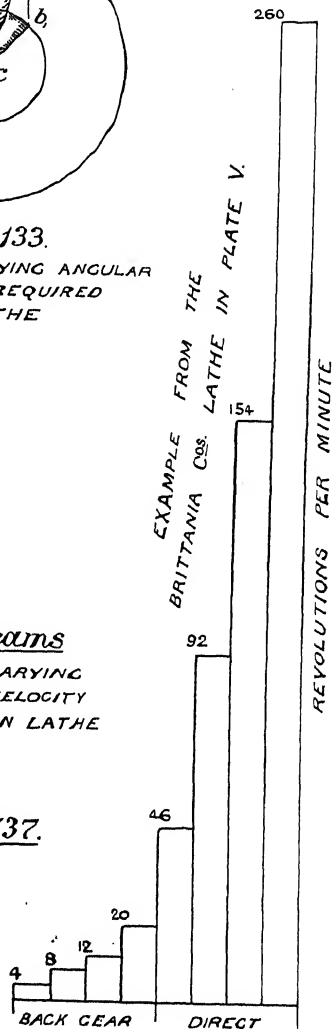 260
b,
c
133.
YING ANGULAR
REQUIRED
THE
EXAMPLE FROM THE
BRITTANIA Cos. LATHE IN PLATE V.
154
REVOLUTIONS PER MINUTE
92
eams
ARYING
ELOCITY
N LATHE
46
37.
20
12
8
4
BACK GEAR
DIRECT